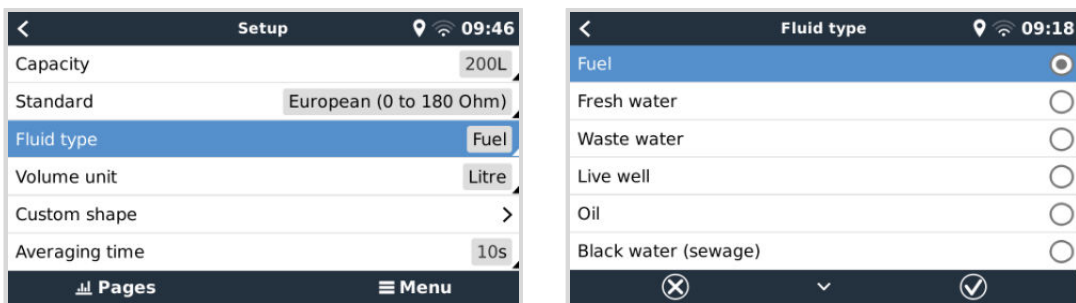 Setup 09:46
Capacity 200L
Standard European (0 to 180 Ohm)
Fluid type Fuel
Volume unit Litre
Custom shape
Averaging time 10s
Pages Menu
Fluid type 09:18
Fuel
Fresh water
Waste water
Live well
Oil
Black water (sewage)